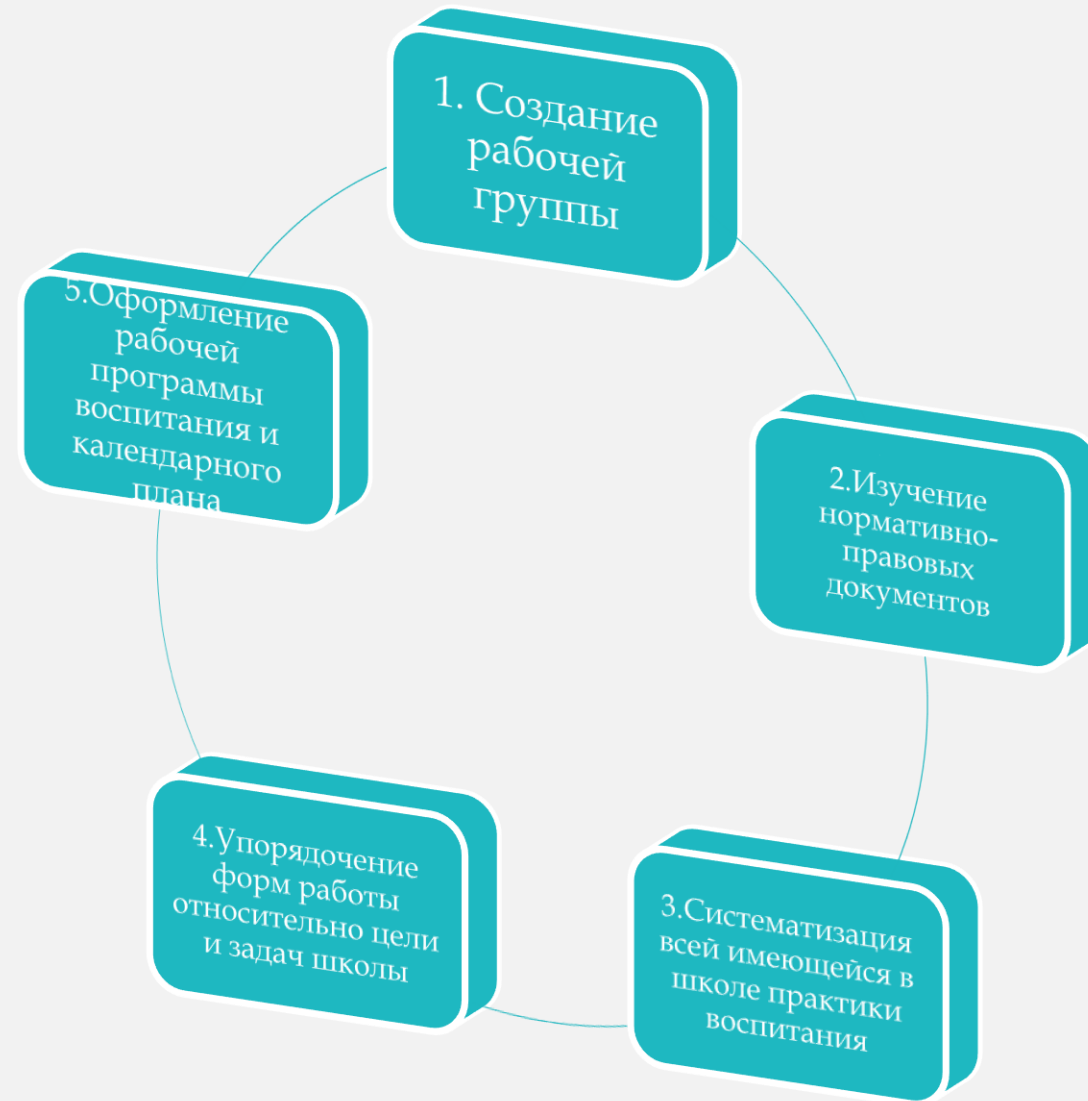 1. Создание
рабочей
группы
2.Изучение
нормативно-
правовых
документов
3.Систематизация
всей имеющейся в
школе практики
воспитания
4.Упорядочение
форм работы
относительно цели
и задач школы
5.Оформление
рабочей
программы
воспитания и
календарного
плана